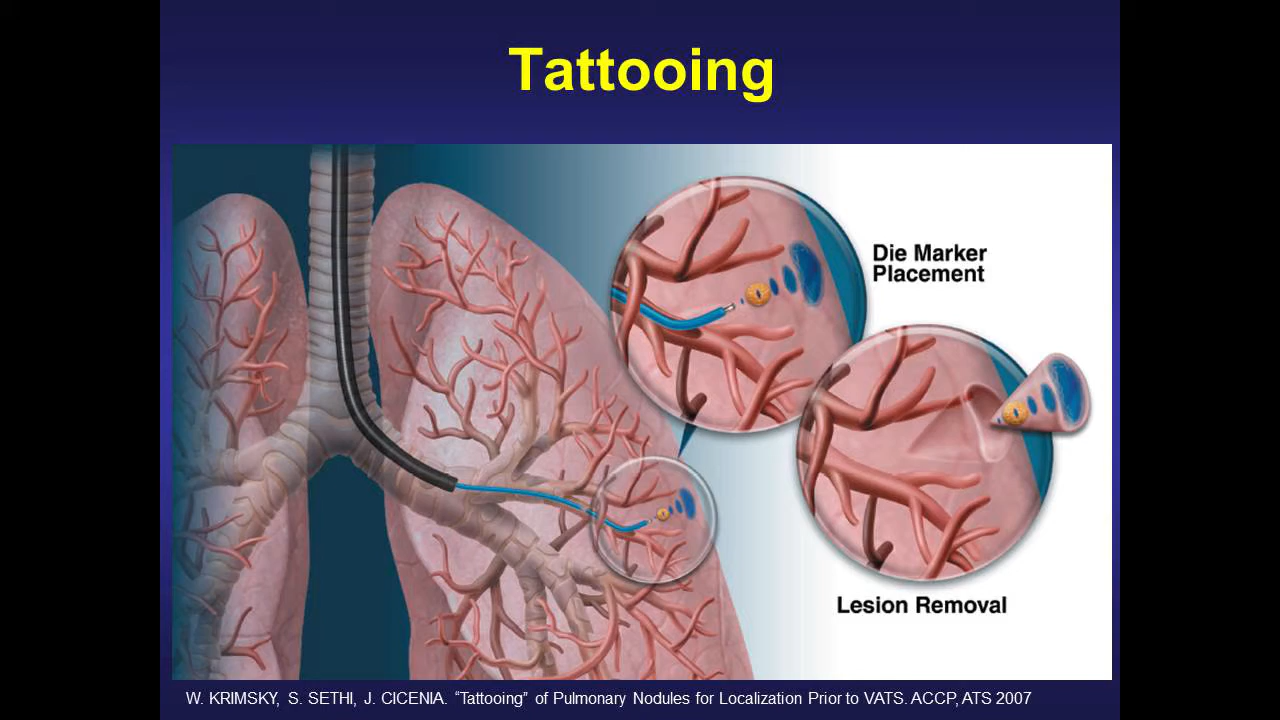 Tattooing
Die Marker
Placement
Lesion Removal
W. KRIMSKY, S. SETHI, J. CICENIA. “Tattooing” of Pulmonary Nodules for Localization Prior to VATS. ACCP, ATS 2007